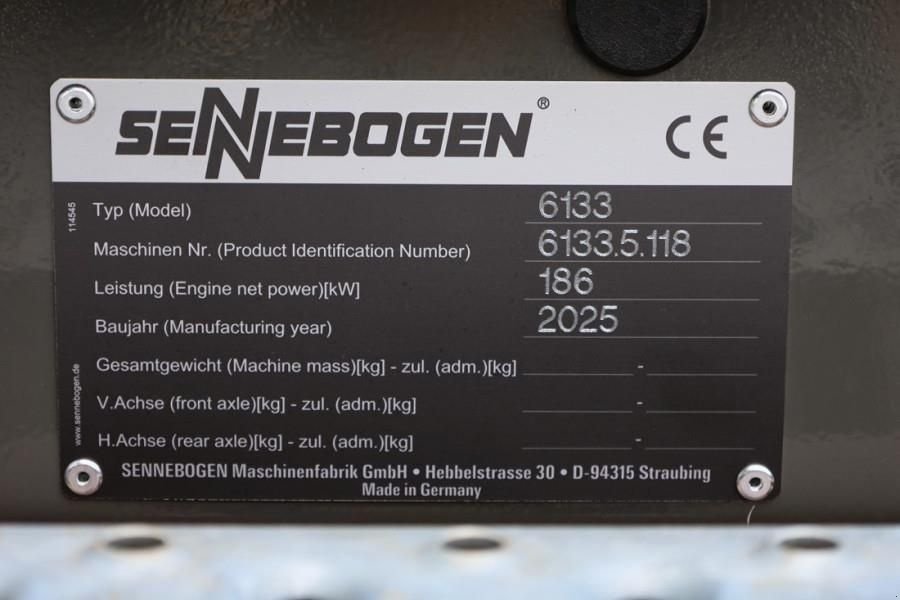 SENNEBOGEN® CE
114545
Typ (Model) 6133
Maschinen Nr. (Product Identification Number) 6133.5.118
Leistung (Engine net power)[kW] 186
Baujahr (Manufacturing year) 2025
Gesamtgewicht (Machine mass)[kg] - zul. (adm.)[kg] -
V.Achse (front axle)[kg] - zul. (adm.)[kg] -
H.Achse (rear axle)[kg] - zul. (adm.)[kg] -
www.sennebogen.de
SENNEBOGEN Maschinenfabrik GmbH • Hebbelstrasse 30 • D-94315 Straubing
Made in Germany